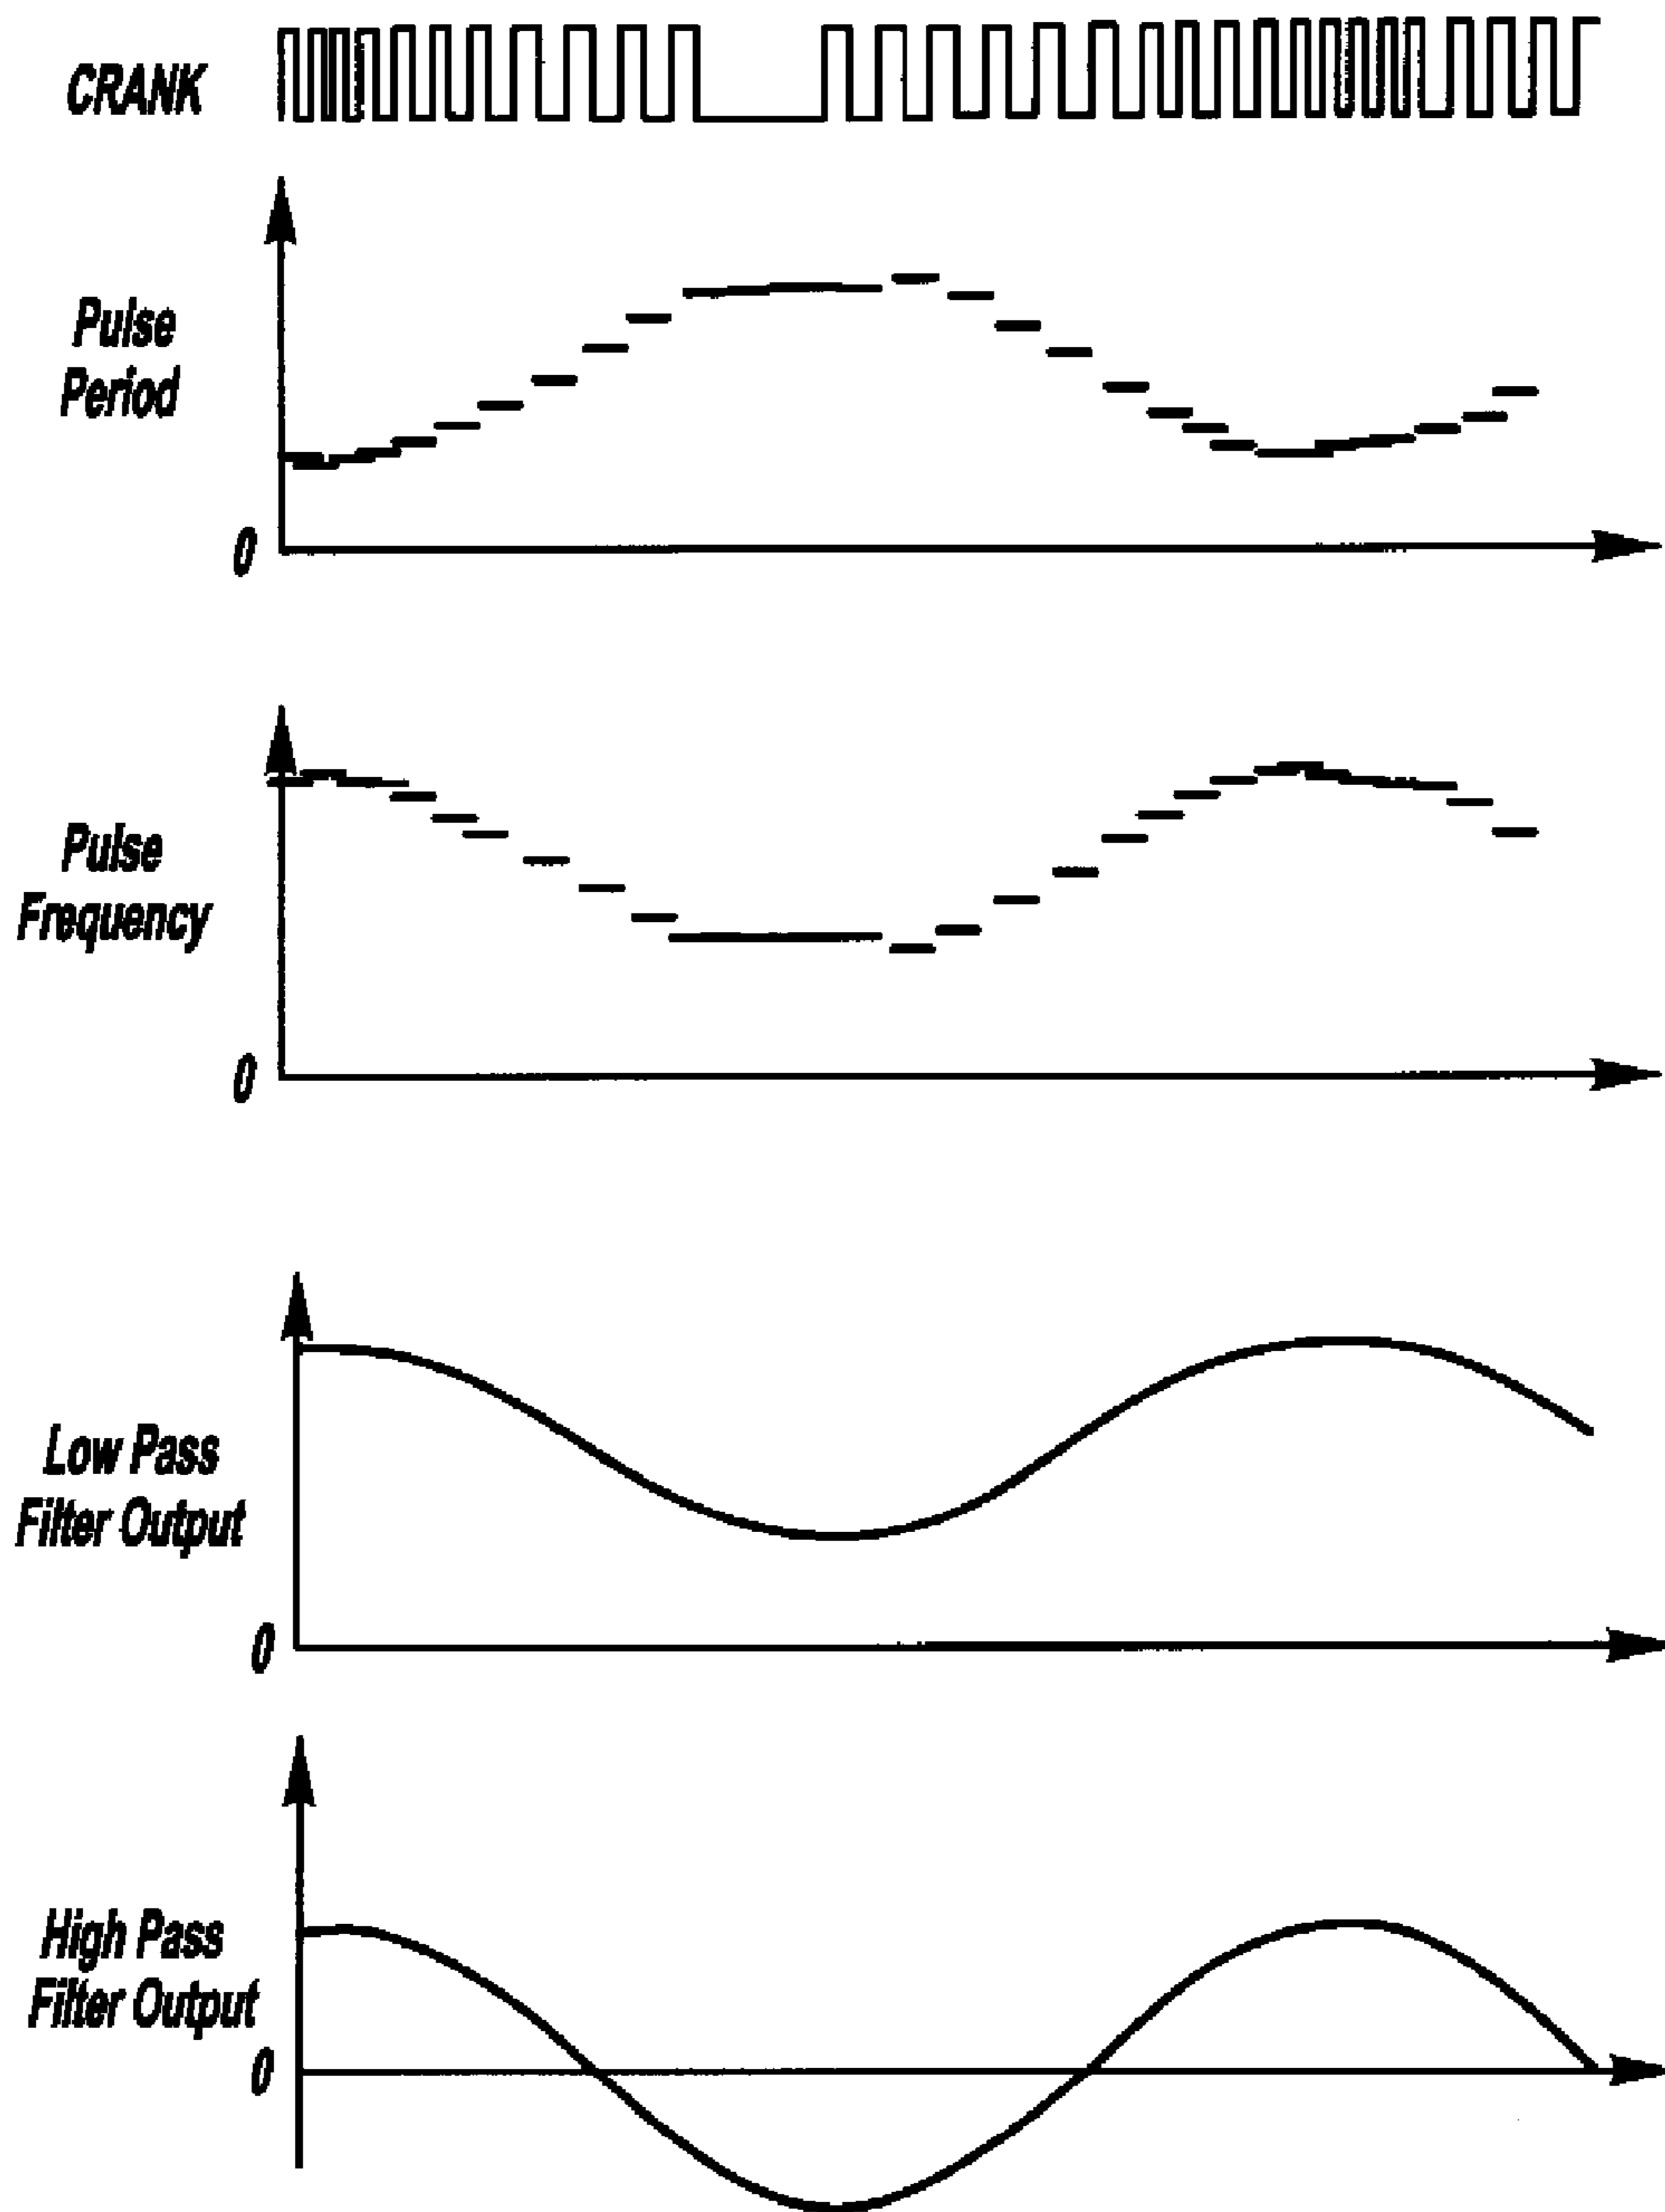 CRANK
Pulse
Period
0
Pulse
Frequency
0
Low Pass
Filter Output
0
High Pass
Filter Output
0